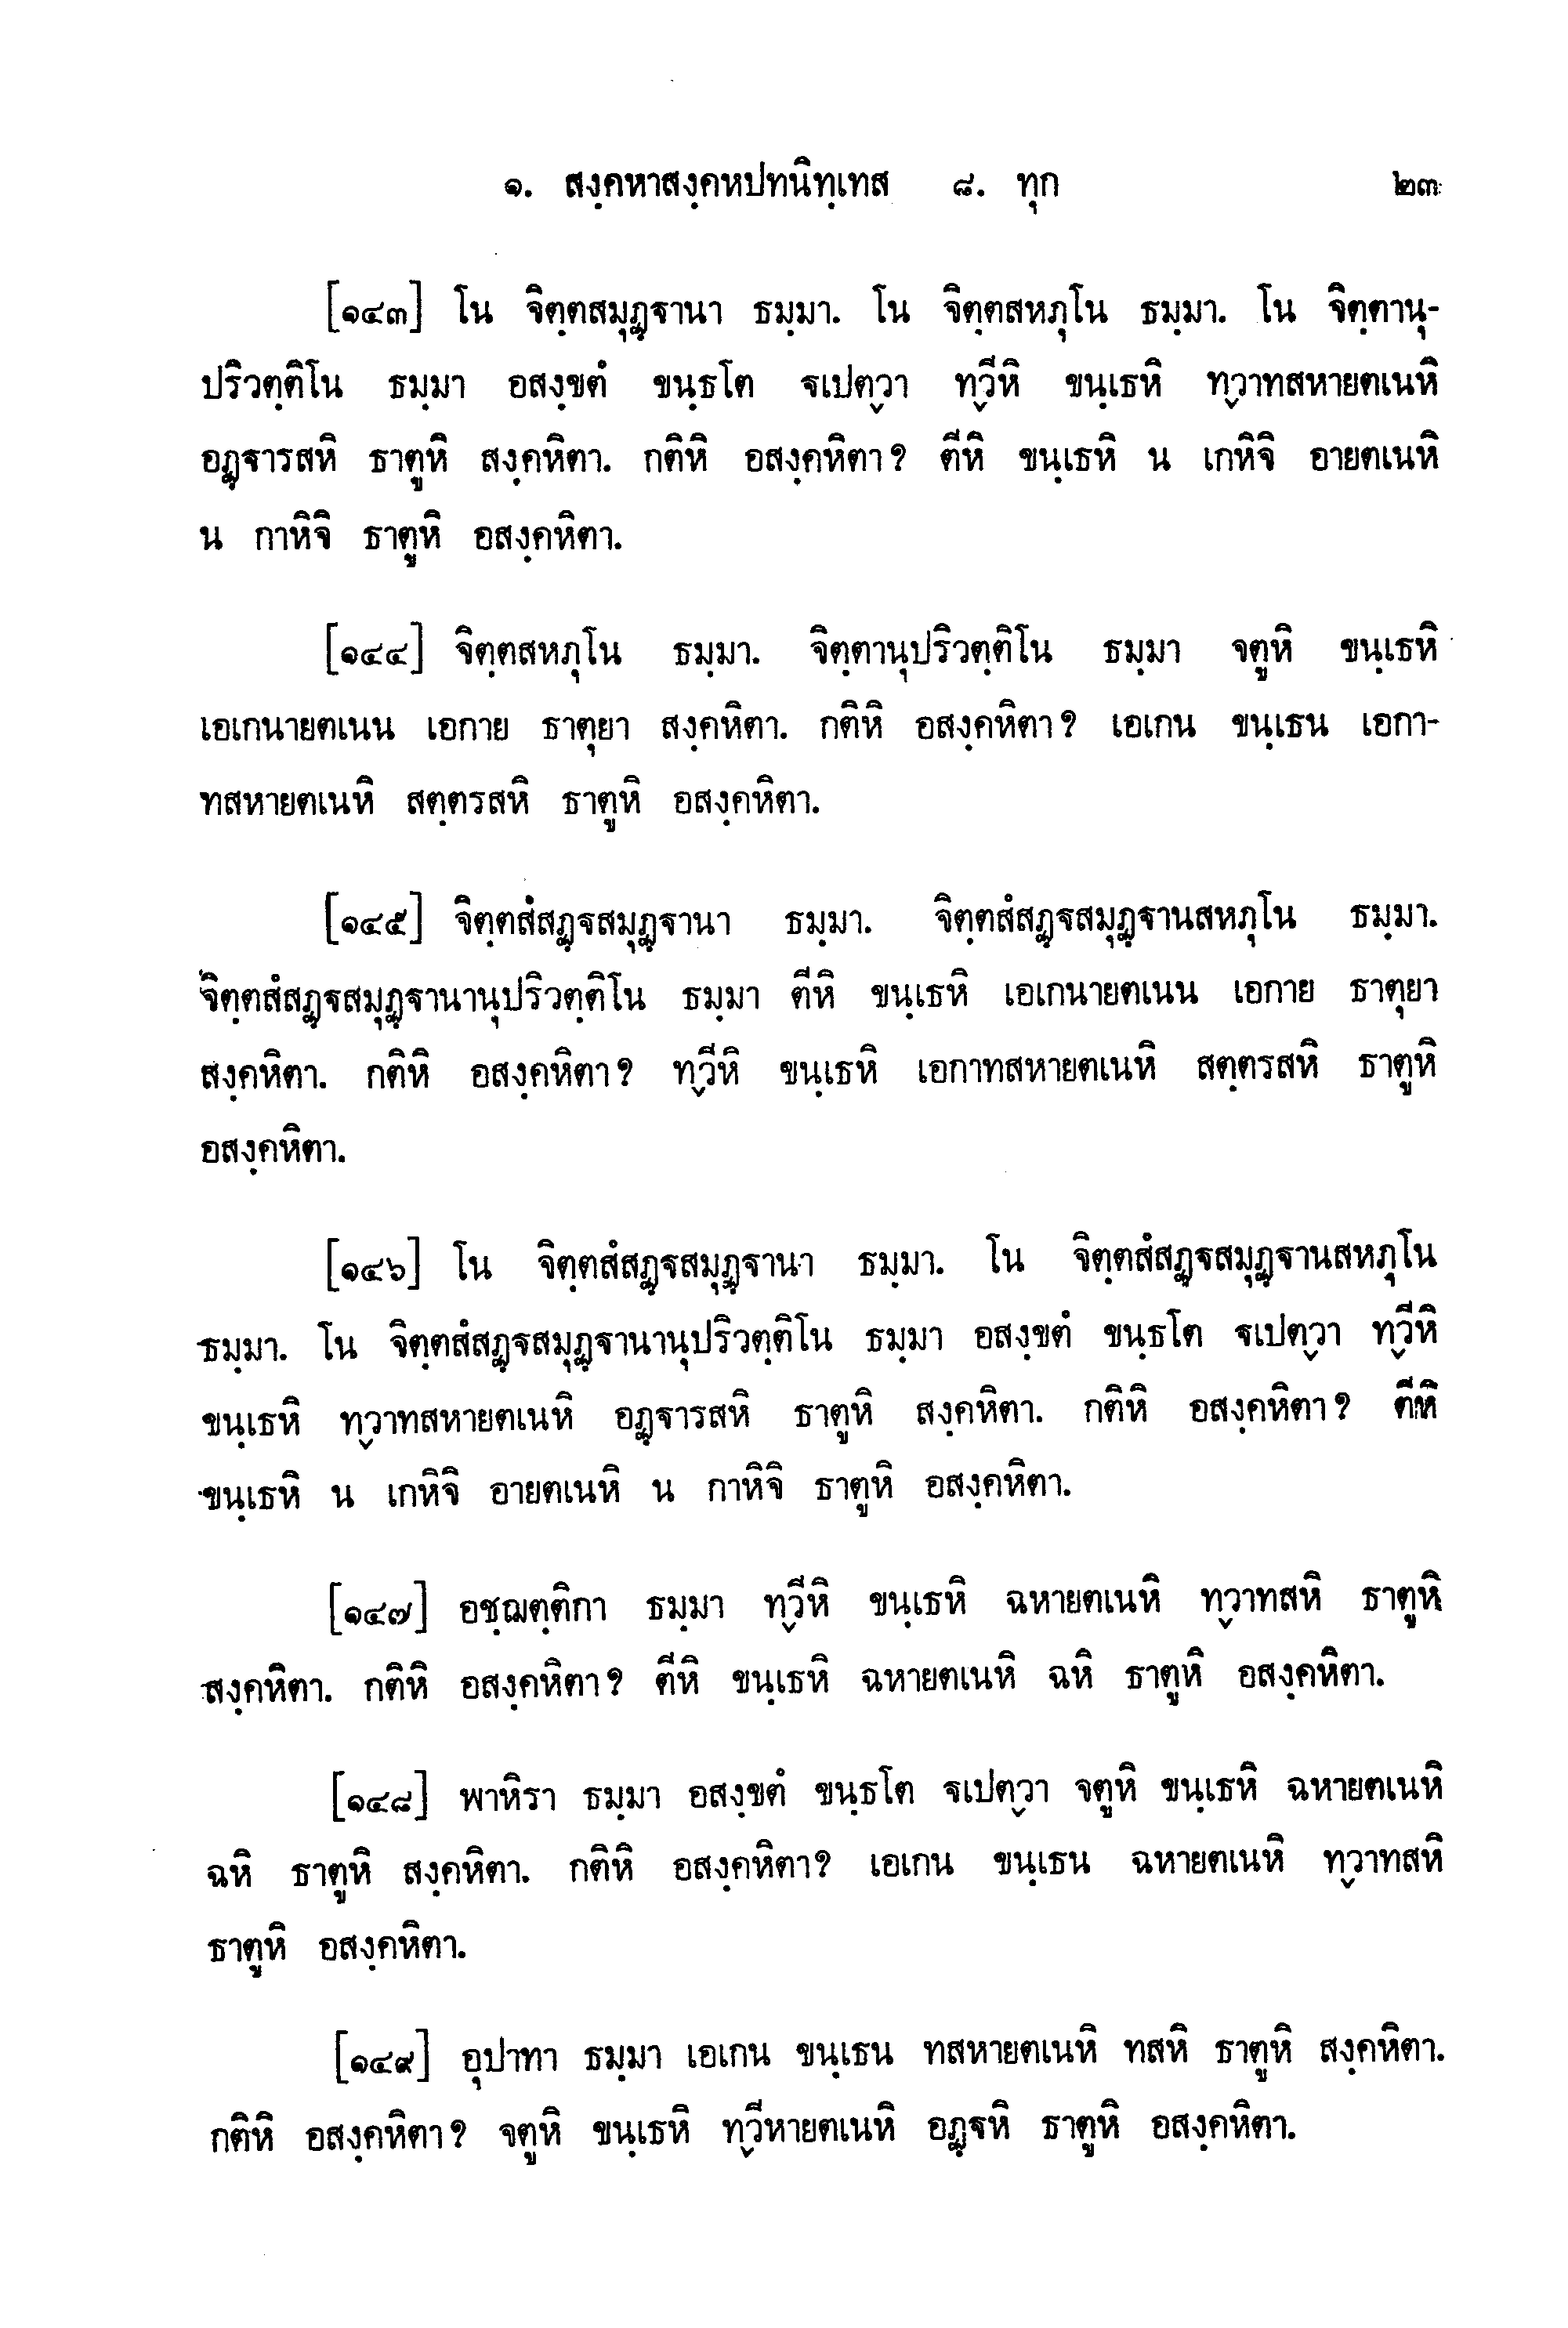 ๑. สงฺคหาสงฺคหปทนิทฺเทส ๘. ทุก ๒๓
[๑๔๓] โน จิตฺตสมุฏฺฐานา ธมฺมา. โน จิตฺตสหภุโน ธมฺมา. โน จิตฺตานุ-
ปริวตฺติโน ธมฺมา อสงฺขตํ ขนฺธโต ฐเปตฺวา ทฺวีหิ ขนฺเธหิ ทฺวาทสหายตเนหิ
อฏฺฐารสหิ ธาตูหิ สงฺคหิตา. กติหิ อสงฺคหิตา? ตีหิ ขนฺเธหิ น เกหิจิ อายตเนหิ
น กาหิจิ ธาตูหิ อสงฺคหิตา.
[๑๔๔] จิตฺตสหภุโน ธมฺมา. จิตฺตานุปริวตฺติโน ธมฺมา จตูหิ ขนฺเธหิ
เอเกนายตเนน เอกาย ธาตุยา สงฺคหิตา. กติหิ อสงฺคหิตา? เอเกน ขนฺเธน เอกา-
ทสหายตเนหิ สตฺตรสหิ ธาตูหิ อสงฺคหิตา.
[๑๔๕] จิตฺตสํสฏฺฐสมุฏฺฐานา ธมฺมา. จิตฺตสํสฏฺฐสมุฏฺฐานสหภุโน ธมฺมา.
จิตฺตสํสฏฺฐสมุฏฺฐานานุปริวตฺติโน ธมฺมา ตีหิ ขนฺเธหิ เอเกนายตเนน เอกาย ธาตุยา
สงฺคหิตา. กติหิ อสงฺคหิตา? ทฺวีหิ ขนฺเธหิ เอกาทสหายตเนหิ สตฺตรสหิ ธาตูหิ
อสงฺคหิตา.
[๑๔๖] โน จิตฺตสํสฏฺฐสมุฏฺฐานา ธมฺมา. โน จิตฺตสํสฏฺฐสมุฏฺฐานสหภุโน
ธมฺมา. โน จิตฺตสํสฏฺฐสมุฏฺฐานานุปริวตฺติโน ธมฺมา อสงฺขตํ ขนฺธโต ฐเปตฺวา ทฺวีหิ
ขนฺเธหิ ทฺวาทสหายตเนหิ อฏฺฐารสหิ ธาตูหิ สงฺคหิตา. กติหิ อสงฺคหิตา? ตีหิ
ขนฺเธหิ น เกหิจิ อายตเนหิ น กาหิจิ ธาตูหิ อสงฺคหิตา.
[๑๔๗] อชฺฌตฺติกา ธมฺมา ทฺวีหิ ขนฺเธหิ ฉหายตเนหิ ทฺวาทสหิ ธาตูหิ
สงฺคหิตา. กติหิ อสงฺคหิตา? ตีหิ ขนฺเธหิ ฉหายตเนหิ ฉหิ ธาตูหิ อสงฺคหิตา.
[๑๔๘] พาหิรา ธมฺมา อสงฺขตํ ขนฺธโต ฐเปตฺวา จตูหิ ขนฺเธหิ ฉหายตเนหิ
ฉหิ ธาตูหิ สงฺคหิตา. กติหิ อสงฺคหิตา? เอเกน ขนฺเธน ฉหายตเนหิ ทฺวาทสหิ
ธาตูหิ อสงฺคหิตา.
[๑๔๙] อุปาทา ธมฺมา เอเกน ขนฺเธน ทสหายตเนหิ ทสหิ ธาตูหิ สงฺคหิตา.
กติหิ อสงฺคหิตา? จตูหิ ขนฺเธหิ ทฺวีหายตเนหิ อฏฺฐหิ ธาตูหิ อสงฺคหิตา.